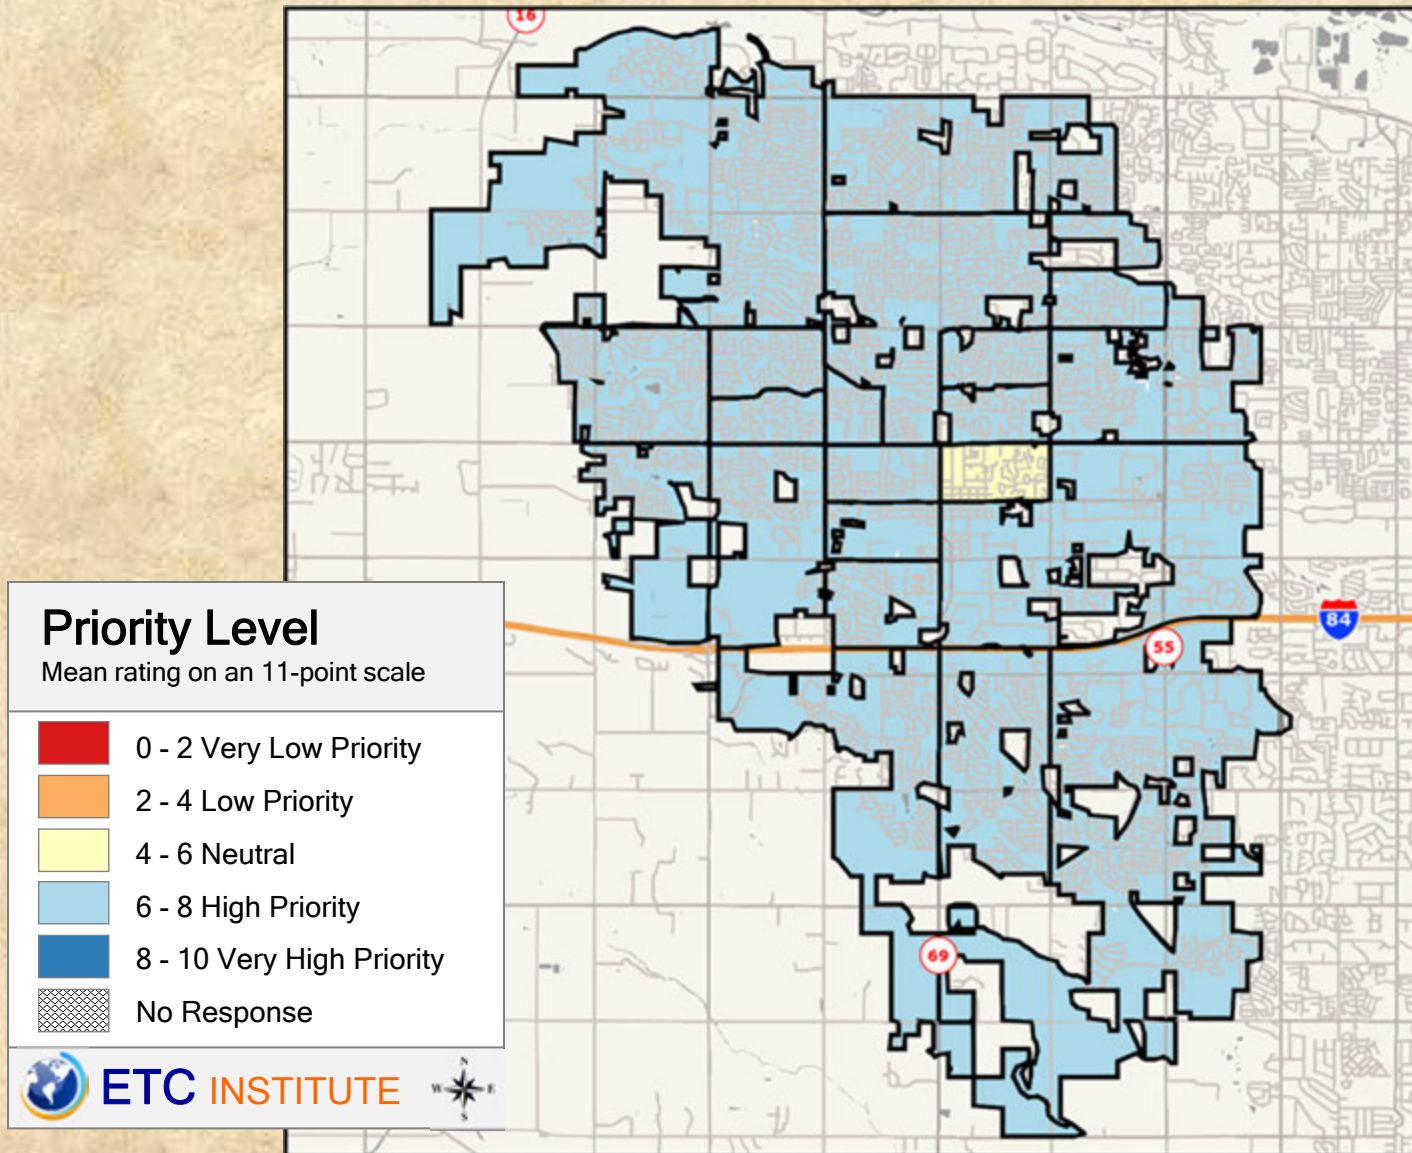 16
84
55
69
Priority Level
Mean rating on an 11-point scale
0 - 2 Very Low Priority
2 - 4 Low Priority
4 - 6 Neutral
6 - 8 High Priority
8 - 10 Very High Priority
No Response
ETC INSTITUTE
N
W E
S